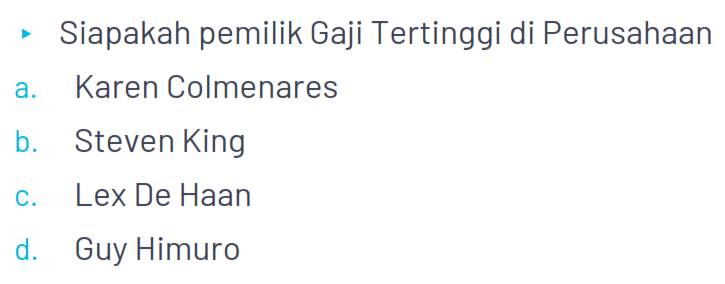 ▸ Siapakah pemilik Gaji Tertinggi di Perusahaan
a. Karen Colmenares
b. Steven King
c. Lex De Haan
d. Guy Himuro